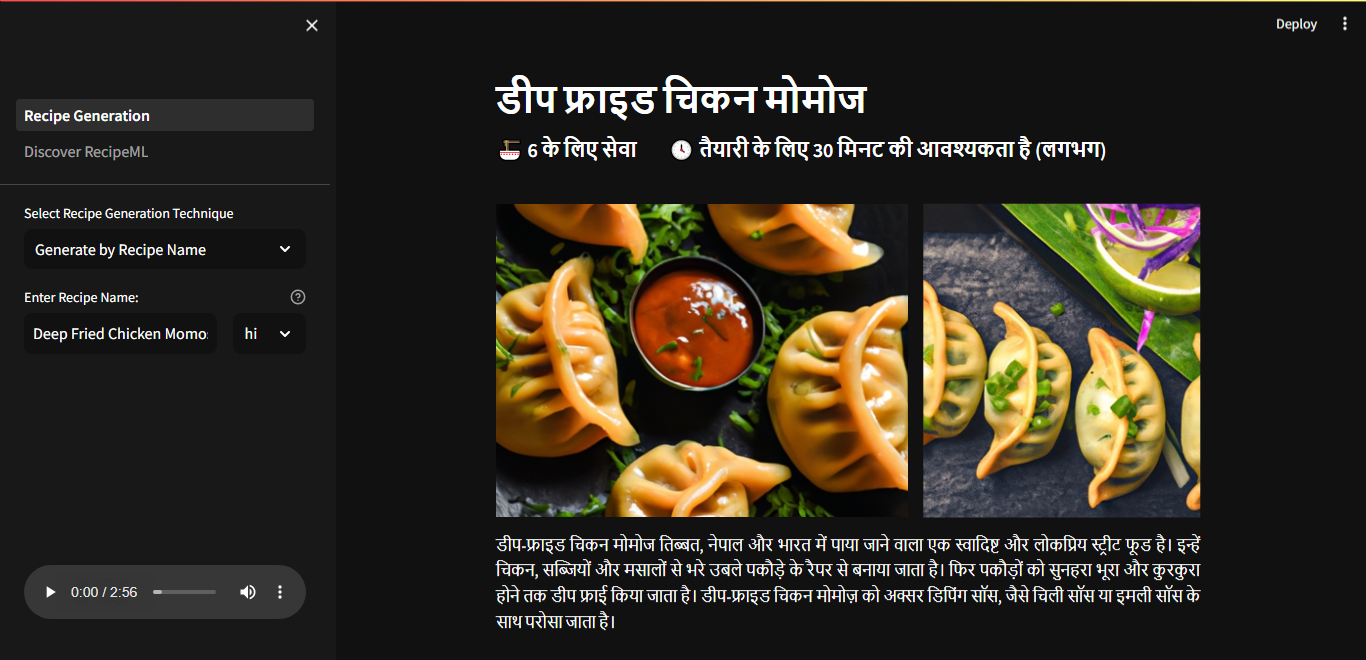 Deploy
Recipe Generation
Discover RecipeML
Select Recipe Generation Technique
Generate by Recipe Name
Enter Recipe Name:
Deep Fried Chicken Momo
hi
0:00 / 2:56
डीप फ्राइड चिकन मोमोज
6 के लिए सेवा
तैयारी के लिए 30 मिनट की आवश्यकता है (लगभग)
डीप-फ्राइड चिकन मोमोज तिब्बत, नेपाल और भारत में पाया जाने वाला एक स्वादिष्ट और लोकप्रिय स्ट्रीट फूड है। इन्हें
चिकन, सब्जियों और मसालों से भरे उबले पकौड़े के रैपर से बनाया जाता है। फिर पकौड़ों को सुनहरा भूरा और कुरकुरा
होने तक डीप फ्राई किया जाता है। डीप-फ्राइड चिकन मोमोज़ को अक्सर डिपिंग सॉस, जैसे चिली सॉस या इमली सॉस के
साथ परोसा जाता है।